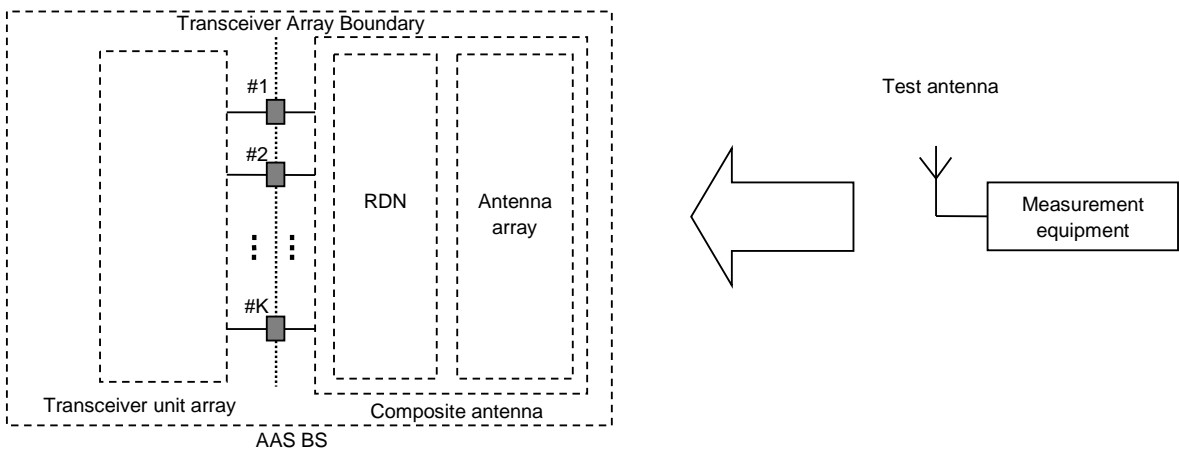 Transceiver Array Boundary
#1
#2
#K
RDN
Antenna
array
Transceiver unit array
Composite antenna
AAS BS
Test antenna
Measurement
equipment